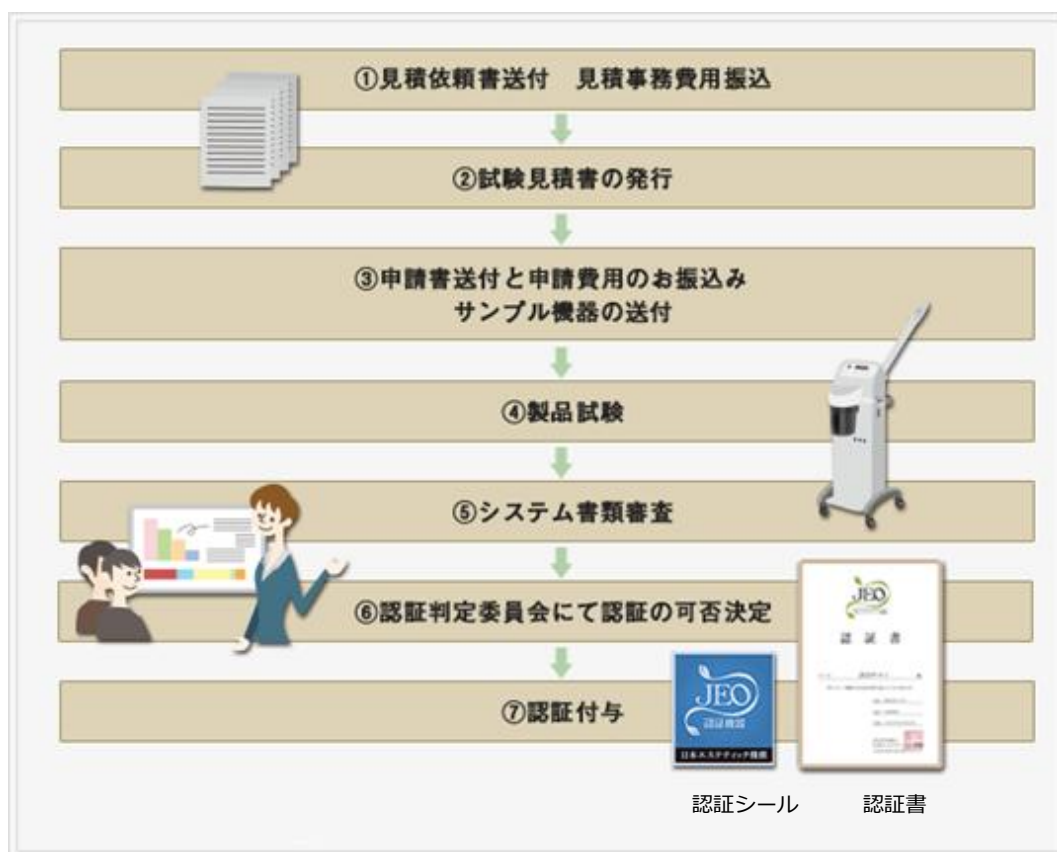 ①見積依頼書送付　見積事務費用振込
②試験見積書の発行
③申請書送付と申請費用のお振込み
サンプル機器の送付
④製品試験
⑤システム書類審査
⑥認証判定委員会にて認証の可否決定
JEO
認証書
⑦認証付与
JEO
認証機器
日本エステティック機構
認証シール
認証書